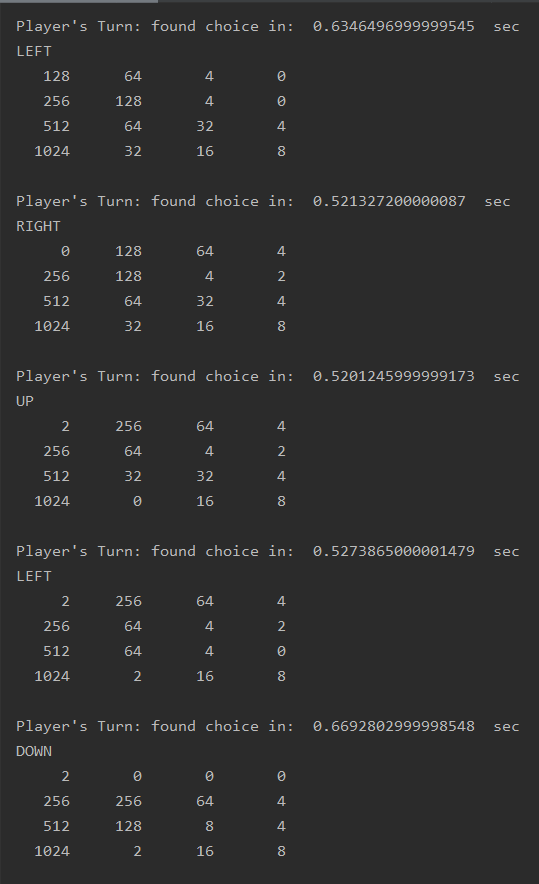 Player's Turn: found choice in:  0.6346496999999545  sec
LEFT
128 64 4 0
256 128 4 0
512 64 32 4
1024 32 16 8
Player's Turn: found choice in:  0.521327200000087  sec
RIGHT
0 128 64 4
256 128 4 2
512 64 32 4
1024 32 16 8
Player's Turn: found choice in:  0.5201245999999173  sec
UP
2 256 64 4
256 64 4 2
512 32 32 4
1024 0 16 8
Player's Turn: found choice in:  0.5273865000001479  sec
LEFT
2 256 64 4
256 64 4 2
512 64 4 0
1024 2 16 8
Player's Turn: found choice in:  0.6692802999998548  sec
DOWN
2 0 0 0
256 256 64 4
512 128 8 4
1024 2 16 8